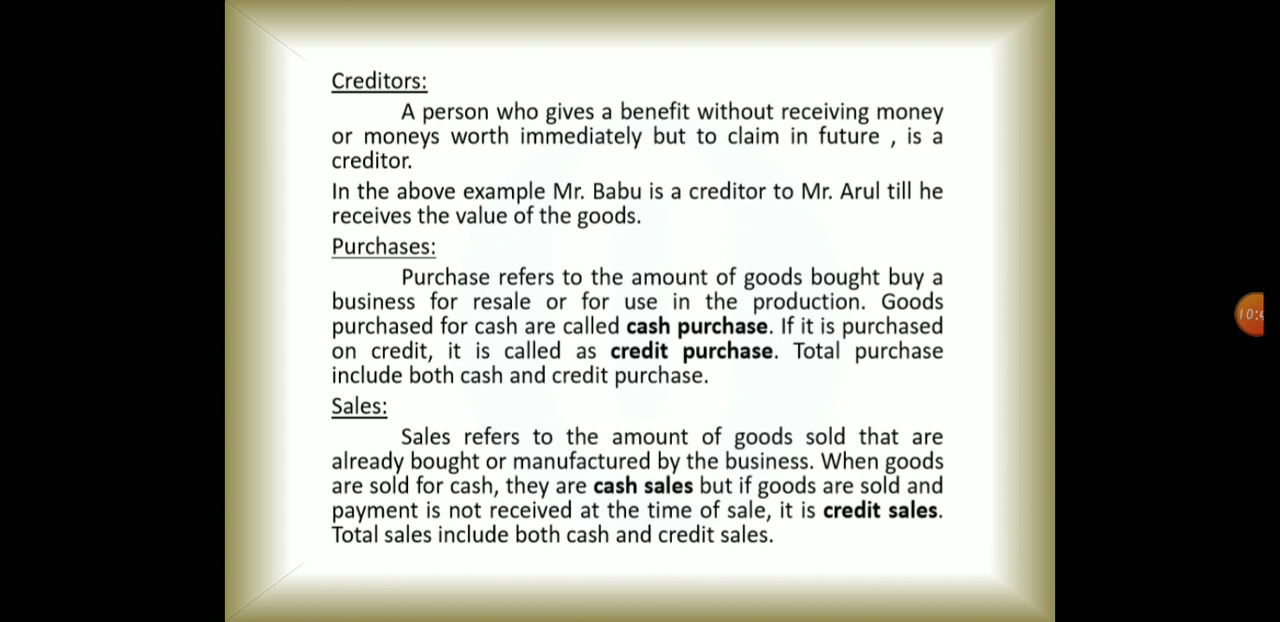 Creditors:
A person who gives a benefit without receiving money
or moneys worth immediately but to claim in future , is a
creditor.
In the above example Mr. Babu is a creditor to Mr. Arul till he
receives the value of the goods.
Purchases:
Purchase refers to the amount of goods bought buy a
business for resale or for use in the production. Goods
purchased for cash are called cash purchase. If it is purchased
on credit, it is called as credit purchase. Total purchase
include both cash and credit purchase.
Sales:
Sales refers to the amount of goods sold that are
already bought or manufactured by the business. When goods
are sold for cash, they are cash sales but if goods are sold and
payment is not received at the time of sale, it is credit sales.
Total sales include both cash and credit sales.